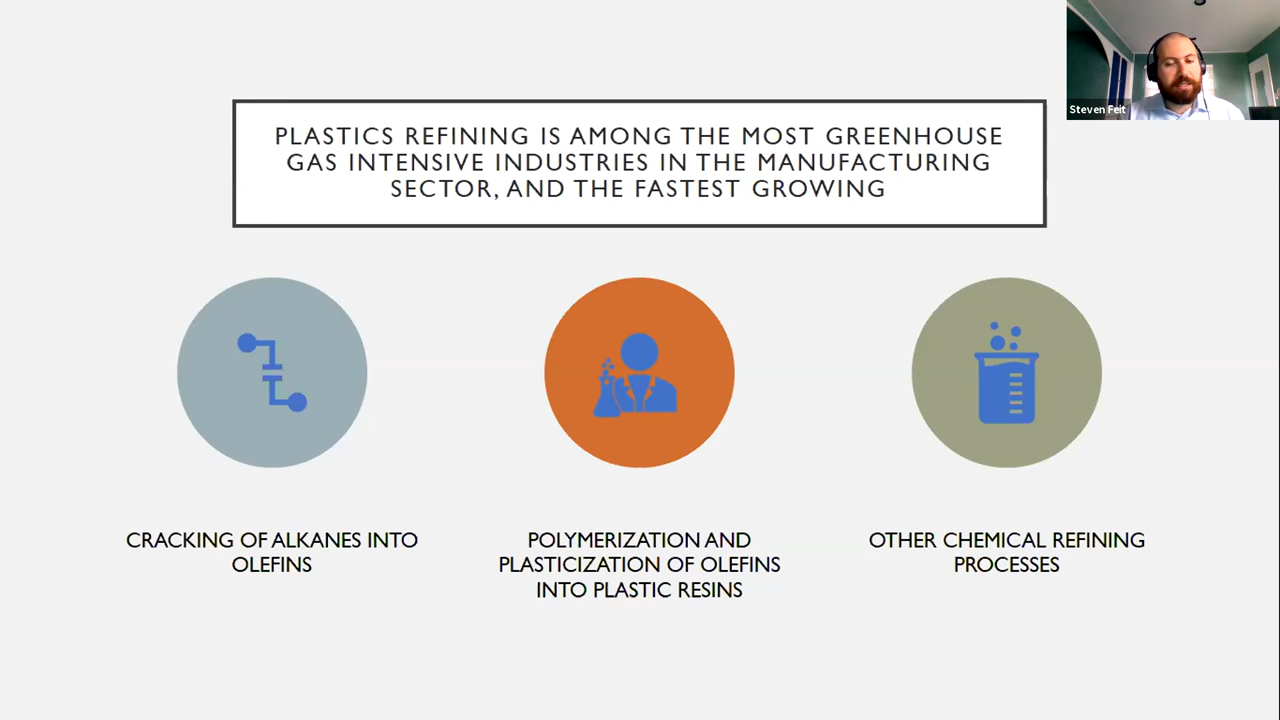 Steven Feit
PLASTICS REFINING IS AMONG THE MOST GREENHOUSE
GAS INTENSIVE INDUSTRIES IN THE MANUFACTURING
SECTOR, AND THE FASTEST GROWING
CRACKING OF ALKANES INTO
OLEFINS
POLYMERIZATION AND
PLASTICIZATION OF OLEFINS
INTO PLASTIC RESINS
OTHER CHEMICAL REFINING
PROCESSES